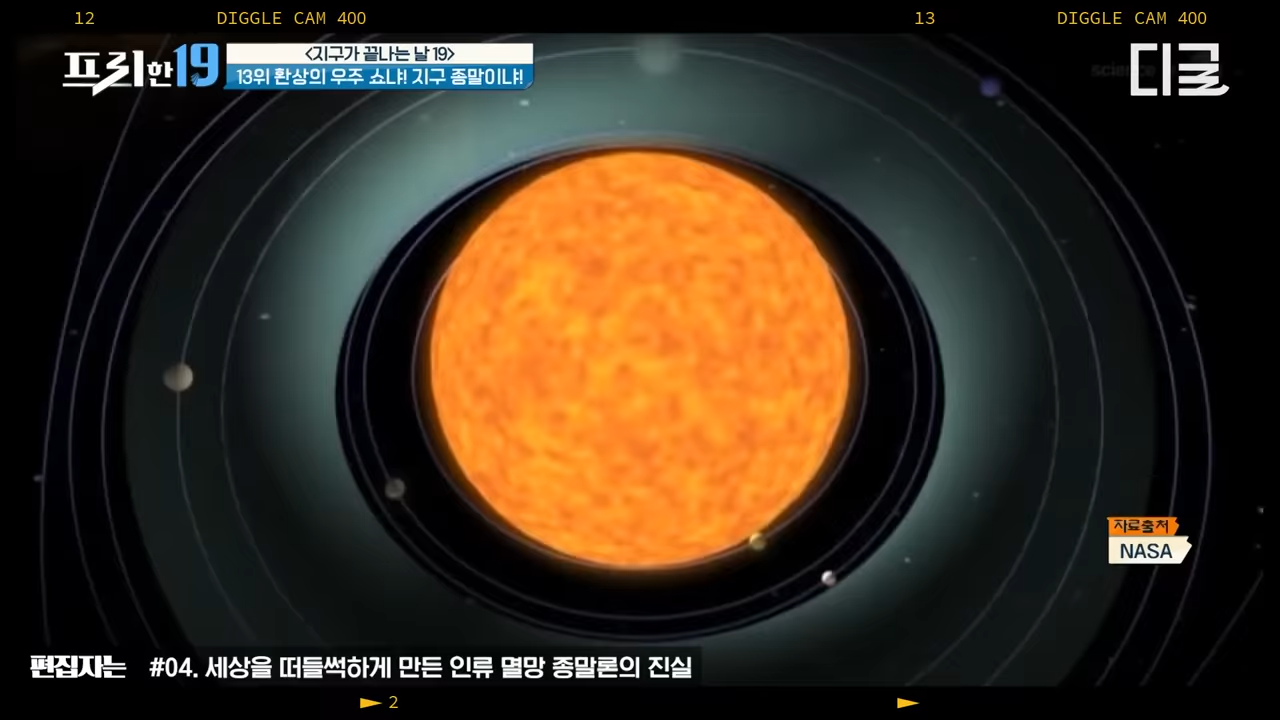 12
DIGGLE CAM 400
13
DIGGLE CAM 400
프리한19
<지구가 끝나는 날 19>
13위 환상의 우주 쇼냐! 지구 종말이냐!
디글
자료출처
NASA
편집자는
#04. 세상을 떠들썩하게 만든 인류 멸망 종말론의 진실
2